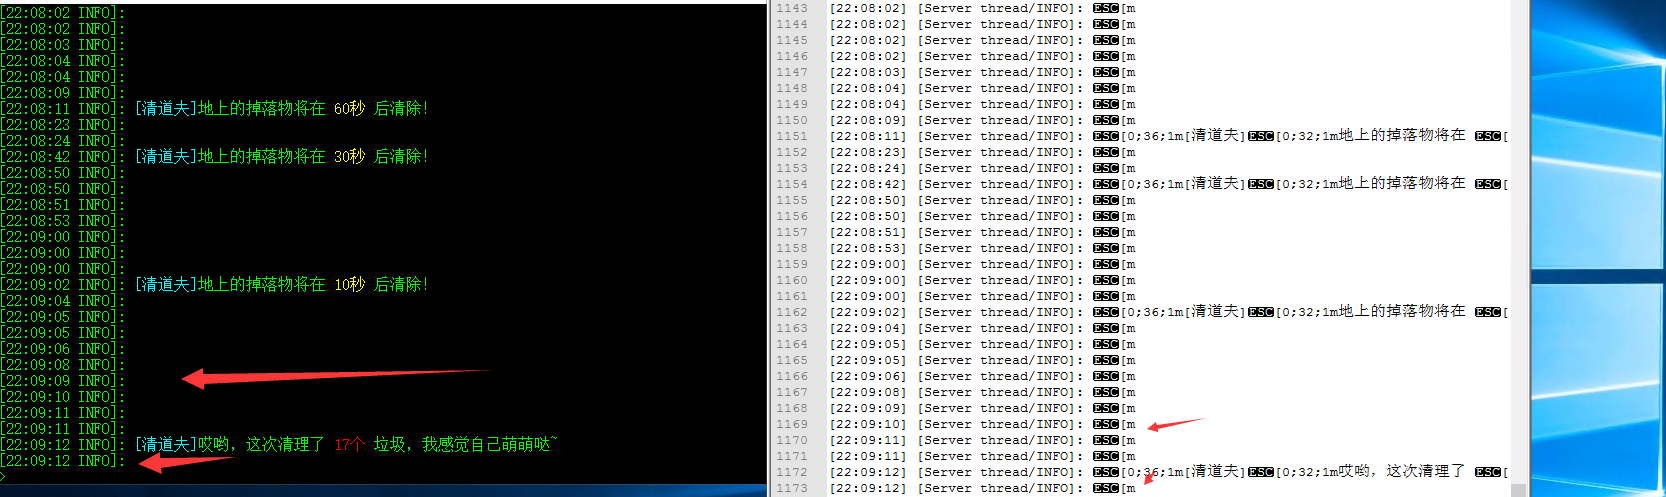 [22:08:02 INFO]:
[22:08:02 INFO]:
[22:08:03 INFO]:
[22:08:04 INFO]:
[22:08:04 INFO]:
[22:08:09 INFO]:
[22:08:11 INFO]: [清道夫]地上的掉落物将在 60秒 后清除!
[22:08:23 INFO]:
[22:08:24 INFO]:
[22:08:42 INFO]: [清道夫]地上的掉落物将在 30秒 后清除!
[22:08:50 INFO]:
[22:08:50 INFO]:
[22:08:51 INFO]:
[22:08:53 INFO]:
[22:09:00 INFO]:
[22:09:00 INFO]:
[22:09:00 INFO]:
[22:09:02 INFO]: [清道夫]地上的掉落物将在 10秒 后清除!
[22:09:04 INFO]:
[22:09:05 INFO]:
[22:09:05 INFO]:
[22:09:06 INFO]:
[22:09:08 INFO]:
[22:09:09 INFO]:
[22:09:10 INFO]:
[22:09:11 INFO]:
[22:09:11 INFO]:
[22:09:12 INFO]: [清道夫]哎哟，这次清理了 17个 垃圾，我感觉自己萌萌哒~
[22:09:12 INFO]:
>
1143 [22:08:02] [Server thread/INFO]: ESC[m
1144 [22:08:02] [Server thread/INFO]: ESC[m
1145 [22:08:02] [Server thread/INFO]: ESC[m
1146 [22:08:02] [Server thread/INFO]: ESC[m
1147 [22:08:03] [Server thread/INFO]: ESC[m
1148 [22:08:04] [Server thread/INFO]: ESC[m
1149 [22:08:04] [Server thread/INFO]: ESC[m
1150 [22:08:09] [Server thread/INFO]: ESC[m
1151 [22:08:11] [Server thread/INFO]: ESC[0;36;1m[清道夫]ESC[0;32;1m地上的掉落物将在 ESC[
1152 [22:08:23] [Server thread/INFO]: ESC[m
1153 [22:08:24] [Server thread/INFO]: ESC[m
1154 [22:08:42] [Server thread/INFO]: ESC[0;36;1m[清道夫]ESC[0;32;1m地上的掉落物将在 ESC[
1155 [22:08:50] [Server thread/INFO]: ESC[m
1156 [22:08:50] [Server thread/INFO]: ESC[m
1157 [22:08:51] [Server thread/INFO]: ESC[m
1158 [22:08:53] [Server thread/INFO]: ESC[m
1159 [22:09:00] [Server thread/INFO]: ESC[m
1160 [22:09:00] [Server thread/INFO]: ESC[m
1161 [22:09:00] [Server thread/INFO]: ESC[m
1162 [22:09:02] [Server thread/INFO]: ESC[0;36;1m[清道夫]ESC[0;32;1m地上的掉落物将在 ESC[
1163 [22:09:04] [Server thread/INFO]: ESC[m
1164 [22:09:05] [Server thread/INFO]: ESC[m
1165 [22:09:05] [Server thread/INFO]: ESC[m
1166 [22:09:06] [Server thread/INFO]: ESC[m
1167 [22:09:08] [Server thread/INFO]: ESC[m
1168 [22:09:09] [Server thread/INFO]: ESC[m
1169 [22:09:10] [Server thread/INFO]: ESC[m
1170 [22:09:11] [Server thread/INFO]: ESC[m
1171 [22:09:11] [Server thread/INFO]: ESC[m
1172 [22:09:12] [Server thread/INFO]: ESC[0;36;1m[清道夫]ESC[0;32;1m哎哟，这次清理了 ESC[
1173 [22:09:12] [Server thread/INFO]: ESC[m